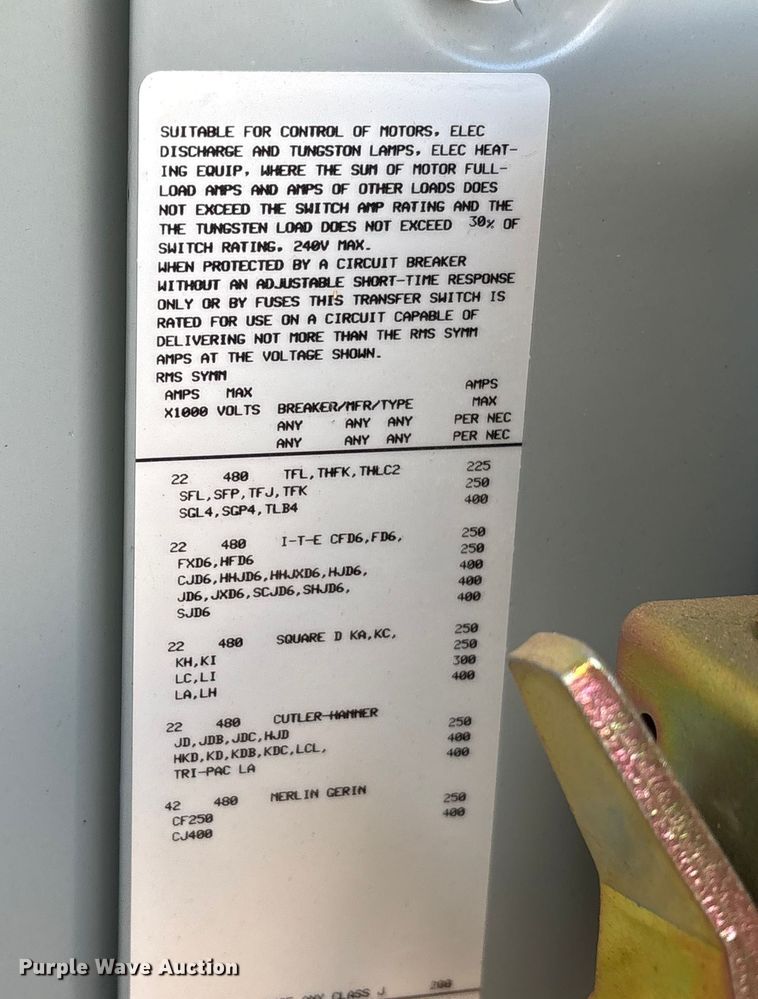 SUITABLE FOR CONTROL OF MOTORS, ELEC
DISCHARGE AND TUNGSTON LAMPS, ELEC HEAT-
ING EQUIP, WHERE THE SUM OF MOTOR FULL-
LOAD AMPS AND AMPS OF OTHER LOADS DOES
NOT EXCEED THE SWITCH AMP RATING AND THE
THE TUNGSTEN LOAD DOES NOT EXCEED 30% OF
SWITCH RATING. 240V MAX.
WHEN PROTECTED BY A CIRCUIT BREAKER
WITHOUT AN ADJUSTABLE SHORT-TIME RESPONSE
ONLY OR BY FUSES THIS TRANSFER SWITCH IS
RATED FOR USE ON A CIRCUIT CAPABLE OF
DELIVERING NOT MORE THAN THE RMS SYMM
AMPS AT THE VOLTAGE SHOWN.
RMS SYMM
AMPS MAX AMPS
X1000 VOLTS BREAKER/MFR/TYPE MAX
ANY ANY ANY PER NEC
ANY ANY ANY PER NEC
22 480 TFL,THFK,THLC2 225
SFL,SFP,TFJ,TFK 250
SGL4,SGP4,TLB4 400
22 480 I-T-E CFD6,FD6, 250
FXD6,HFD6 250
CJD6,HHJD6,HHJXD6,HJD6, 400
JD6,JXD6,SCJD6,SHJD6, 400
SJD6 400
22 480 SQUARE D KA,KC, 250
KH,KI 250
LC,LI 300
LA,LH 400
22 480 CUTLER-HAMMER 250
JD,JDB,JDC,HJD 400
HKD,KD,KDB,KDC,LCL, 400
TRI-PAC LA
42 480 MERLIN GERIN 250
CF250 400
CJ400
ANY CLASS J 200
Purple Wave Auction